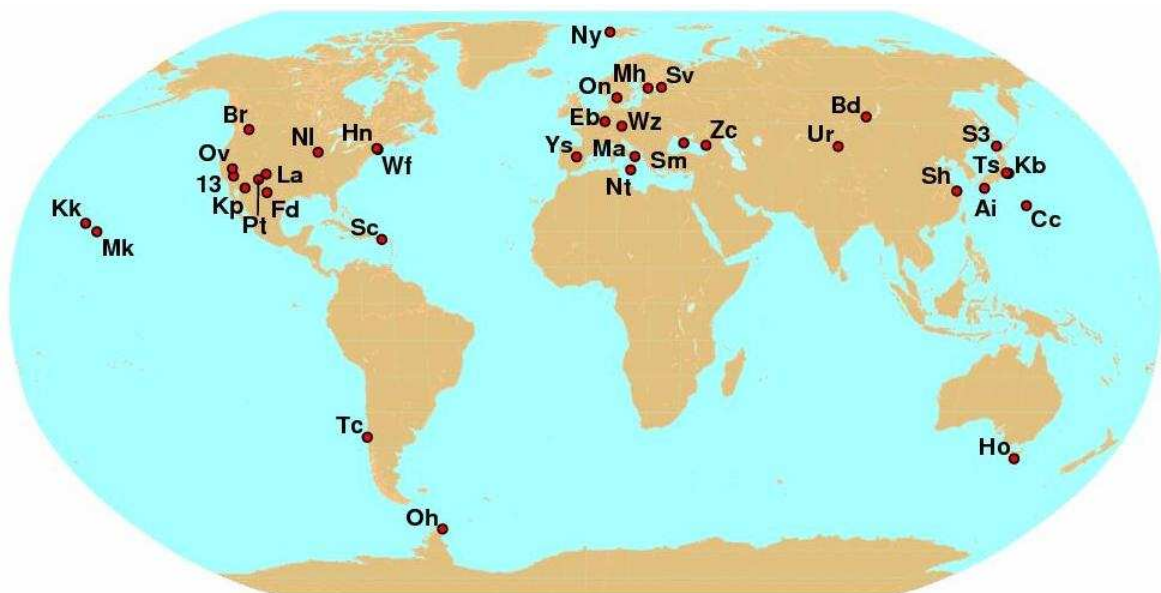 Ny
Mh Sv
On
Br Bd
Nl Hn Eb Wz Zc Ur S3
Ov Wf Ys Ma Sm Ts Kb
La Nt Sh
13 Kp Pt Fd Ai
Kk Sc Cc
Mk
Tc
Ho
Oh